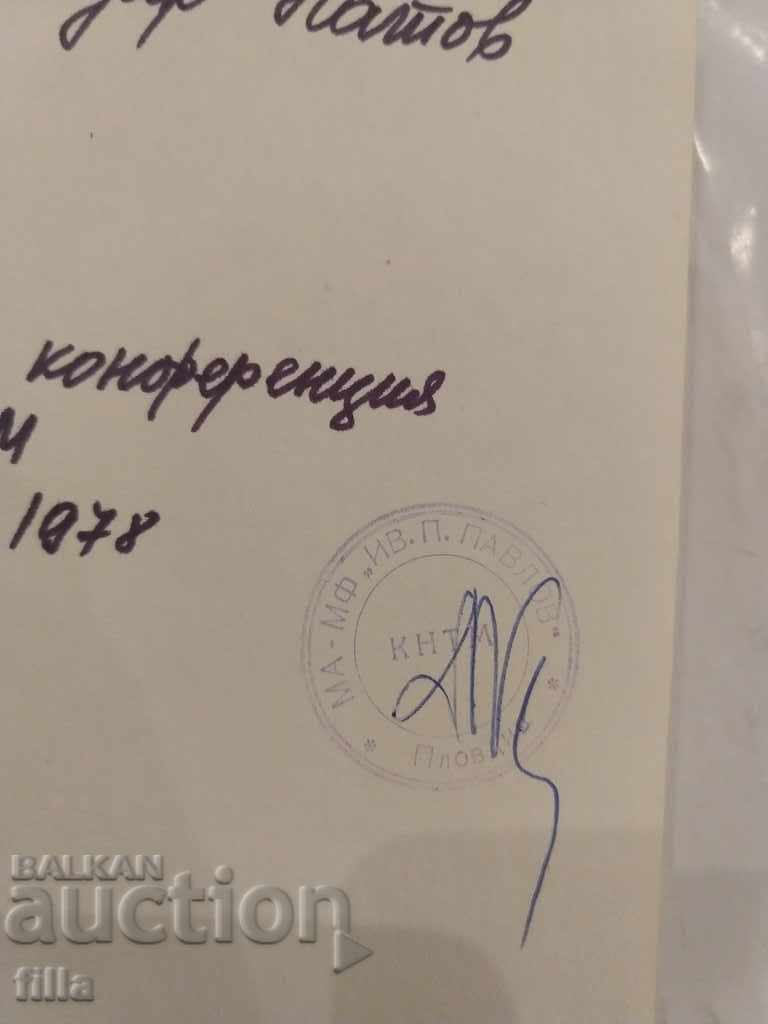 конференция
1978
МА - МФ „ИВ. П. ПАВЛОВ“
КНТМ
* Пловдив *
BALKAN
auction
filla